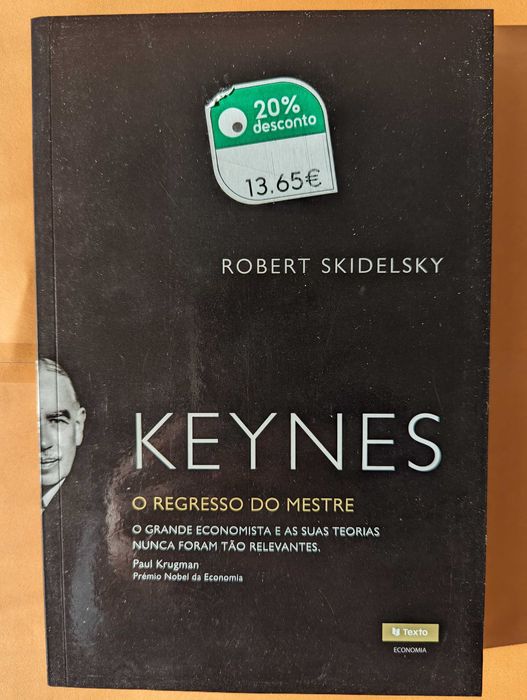 20%
desconto
13.65€
ROBERT SKIDELSKY
KEYNES
O REGRESSO DO MESTRE
O GRANDE ECONOMISTA E AS SUAS TEORIAS
NUNCA FORAM TÃO RELEVANTES.
Paul Krugman
Prémio Nobel da Economia
Texto
ECONOMIA